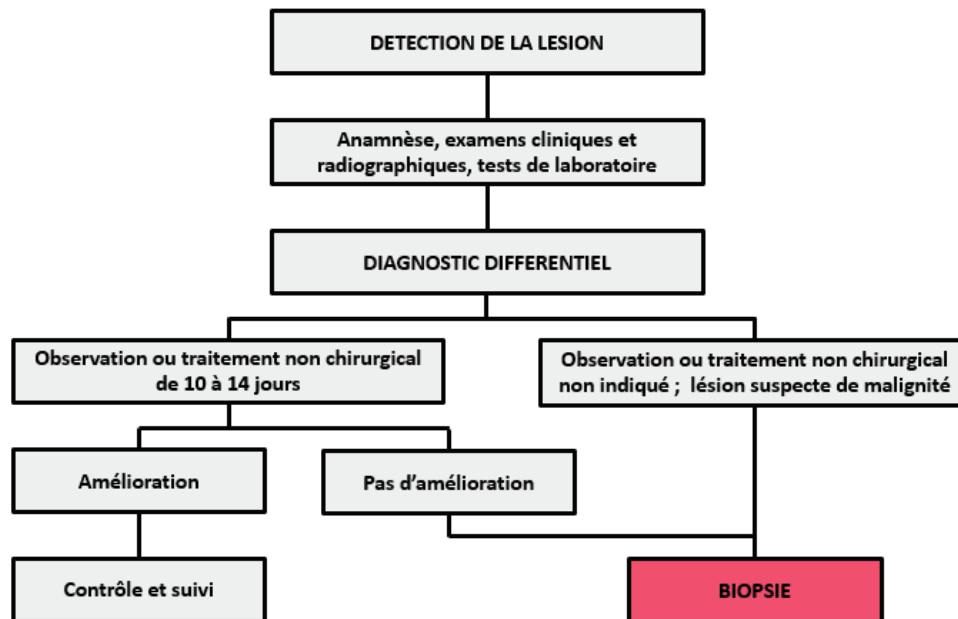 DETECTION DE LA LESION
Anamnèse, examens cliniques et
radiographiques, tests de laboratoire
DIAGNOSTIC DIFFERENTIEL
Observation ou traitement non chirurgical
de 10 à 14 jours
Observation ou traitement non chirurgical
non indiqué ; lésion suspecte de malignité
Amélioration
Pas d’amélioration
Contrôle et suivi
BIOPSIE